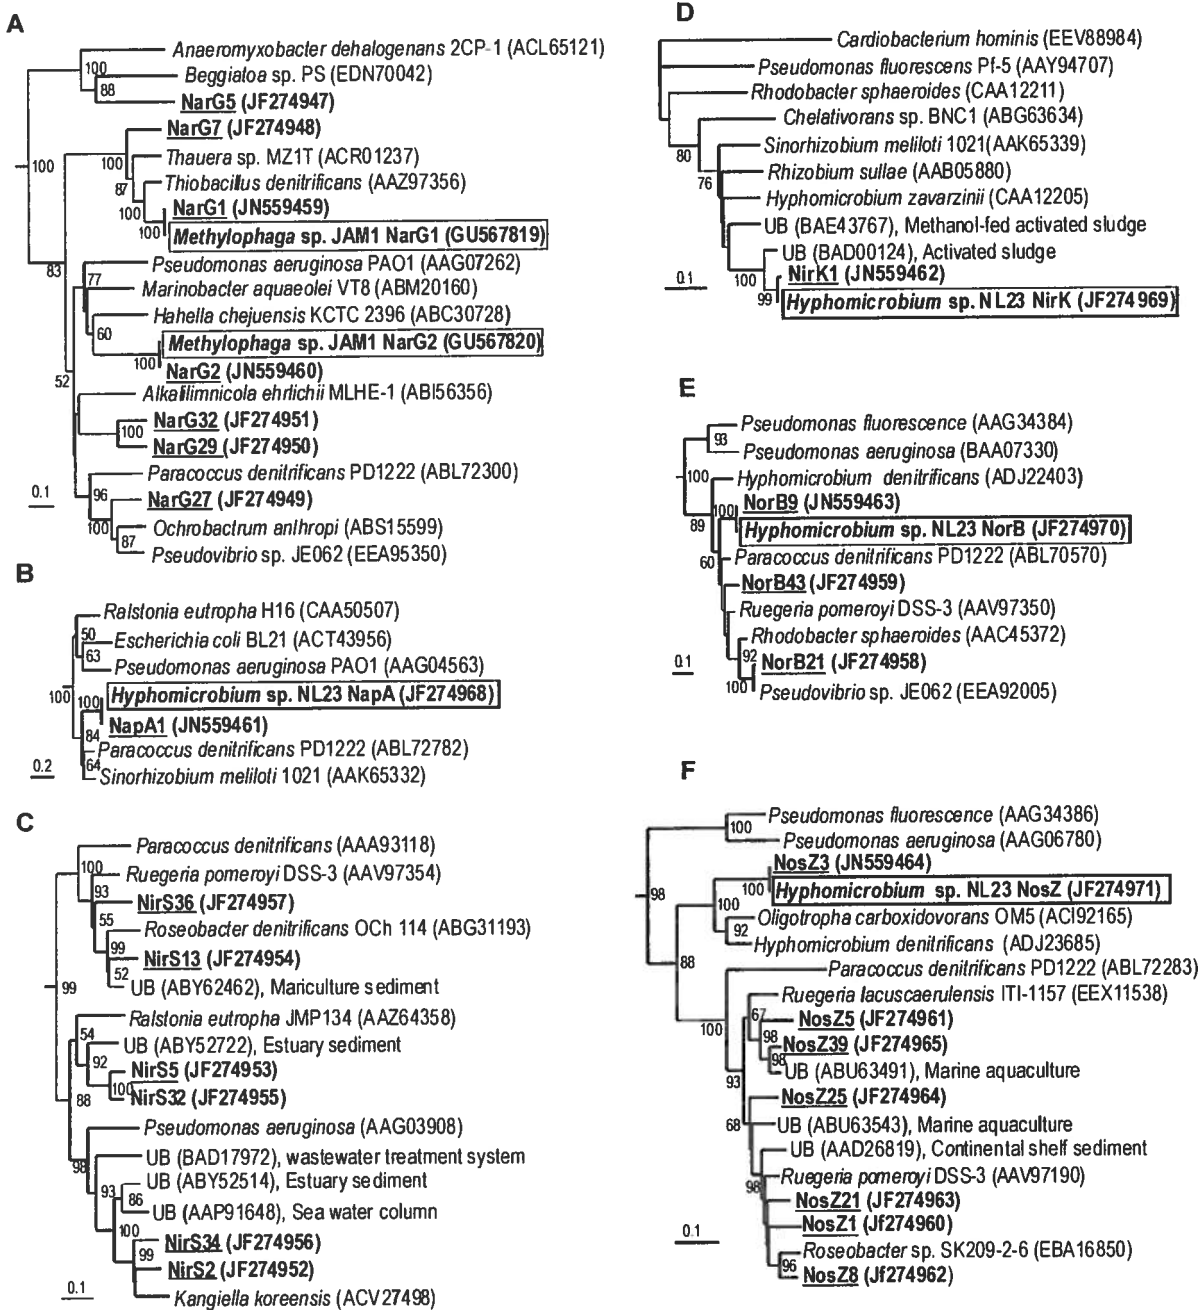 A
Anaeromyxobacter dehalogenans 2CP-1 (ACL65121)
100
Beggialoa sp. PS (EDN70042)
88
NarG5 (JF274947)
NarG7 (JF274948)
100
100
Thauera sp. MZ1T (ACR01237)
87
Thiobacillus denitrificans (AAZ97356)
100
NarG1 (JN559459)
100
Methylophaga sp. JAM1 NarG1 (GU567819)
83
Pseudomonas aeruginosa PAO1 (AAG07262)
77
Marinobacter aquaeolei VT8 (ABM20160)
Hahella chejuensis KCTC 2396 (ABC30728)
60
Methylophaga sp. JAM1 NarG2 (GU567820)
100
NarG2 (JN559460)
52
Alkalilimnicola ehrlichii MLHE-1 (ABI56356)
NarG32 (JF274951)
100
NarG29 (JF274950)
Paracoccus denitrificans PD1222 (ABL72300)
0.1
96
NarG27 (JF274949)
100
Ochrobactrum anthropi (ABS15599)
87
Pseudovibrio sp. JE062 (EEA95350)
B
Ralstonia eutropha H16 (CAA50507)
50
Escherichia coli BL21 (ACT43956)
63
Pseudomonas aeruginosa PAO1 (AAG04563)
100
100
Hyphomicrobium sp. NL23 NapA (JF274968)
NapA1 (JN559461)
84
Paracoccus denitrificans PD1222 (ABL72782)
64
0.2
Sinorhizobium meliloti 1021 (AAK65332)
C
Paracoccus denitrificans (AAA93118)
100
Ruegeria pomeroyi DSS-3 (AAV97354)
93
NirS36 (JF274957)
55
Roseobacter denitrificans OCh 114 (ABG31193)
99
NirS13 (JF274954)
52
UB (ABY62462), Mariculture sediment
99
Ralstonia eutropha JMP134 (AAZ64358)
54
UB (ABY52722), Estuary sediment
92
NirS5 (JF274953)
100
NirS32 (JF274955)
88
Pseudomonas aeruginosa (AAG03908)
98
UB (BAD17972), wastewater treatment system
UB (ABY52514), Estuary sediment
93
86
UB (AAP91648), Sea water column
100
NirS34 (JF274956)
99
NirS2 (JF274952)
0.1
Kangiella koreensis (ACV27498)
D
Cardiobacterium hominis (EEV88984)
Pseudomonas fluorescens Pf-5 (AAY94707)
Rhodobacter sphaeroides (CAA12211)
Chelativorans sp. BNC1 (ABG63634)
80
Sinorhizobium meliloti 1021(AAK65339)
76
Rhizobium sullae (AAB05880)
Hyphomicrobium zavarzinii (CAA12205)
UB (BAE43767), Methanol-fed activated sludge
UB (BAD00124), Activated sludge
0.1
100
NirK1 (JN559462)
99
Hyphomicrobium sp. NL23 NirK (JF274969)
E
Pseudomonas fluorescence (AAG34384)
93
Pseudomonas aeruginosa (BAA07330)
100
Hyphomicrobium denitrificans (ADJ22403)
NorB9 (JN559463)
100
89
Hyphomicrobium sp. NL23 NorB (JF274970)
60
Paracoccus denitrificans PD1222 (ABL70570)
NorB43 (JF274959)
Ruegeria pomeroyi DSS-3 (AAV97350)
Rhodobacter sphaeroides (AAC45372)
0.1
92
NorB21 (JF274958)
100
Pseudovibrio sp. JE062 (EEA92005)
F
Pseudomonas fluorescence (AAG34386)
100
Pseudomonas aeruginosa (AAG06780)
NosZ3 (JN559464)
98
100
Hyphomicrobium sp. NL23 NosZ (JF274971)
100
Oligotropha carboxidovorans OM5 (ACI92165)
92
Hyphomicrobium denitrificans (ADJ23685)
88
Paracoccus denitrificans PD1222 (ABL72283)
Ruegeria lacuscaerulensis ITI-1157 (EEX11538)
100
67
NosZ5 (JF274961)
98
NosZ39 (JF274965)
98
UB (ABU63491), Marine aquaculture
93
NosZ25 (JF274964)
68
UB (ABU63543), Marine aquaculture
UB (AAD26819), Continental shelf sediment
Ruegeria pomeroyi DSS-3 (AAV97190)
98
NosZ21 (JF274963)
NosZ1 (Jf274960)
0.1
Roseobacter sp. SK209-2-6 (EBA16850)
96
NosZ8 (Jf274962)